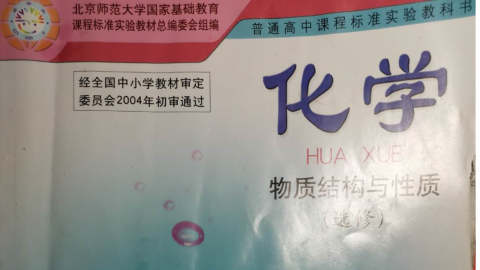 北京师范大学国家基础教育
课程标准实验教材总编委会组编
普通高中课程标准实验教科书
经全国中小学教材审定
委员会2004年初审通过
化学
HUA XUE
物质结构与性质
(选修)